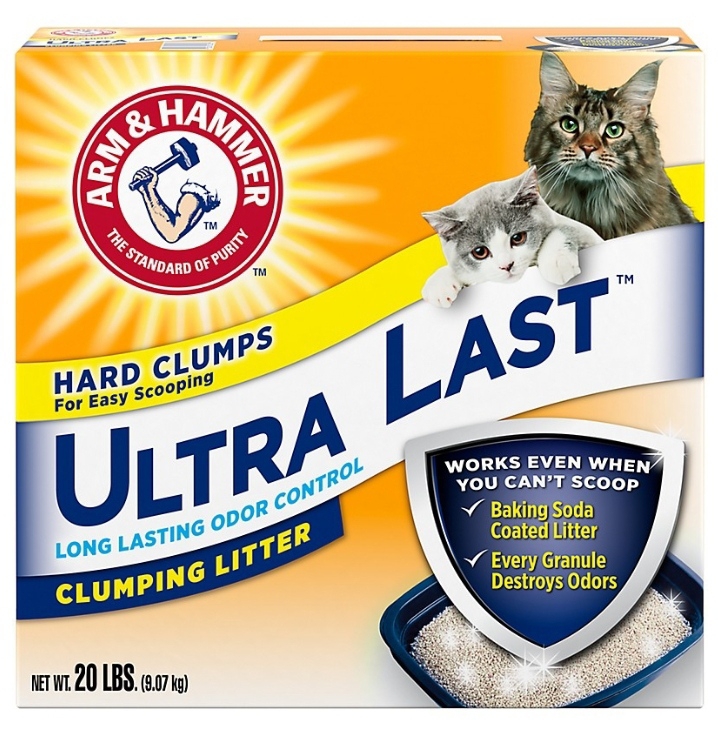 ULTRA LAST
ARM & HAMMER
THE STANDARD OF PURITY
TM
TM
HARD CLUMPS
For Easy Scooping
ULTRA LAST™
LONG LASTING ODOR CONTROL
CLUMPING LITTER
WORKS EVEN WHEN
YOU CAN'T SCOOP
✓ Baking Soda
Coated Litter
✓ Every Granule
Destroys Odors
NET WT. 20 LBS. (9.07 kg)